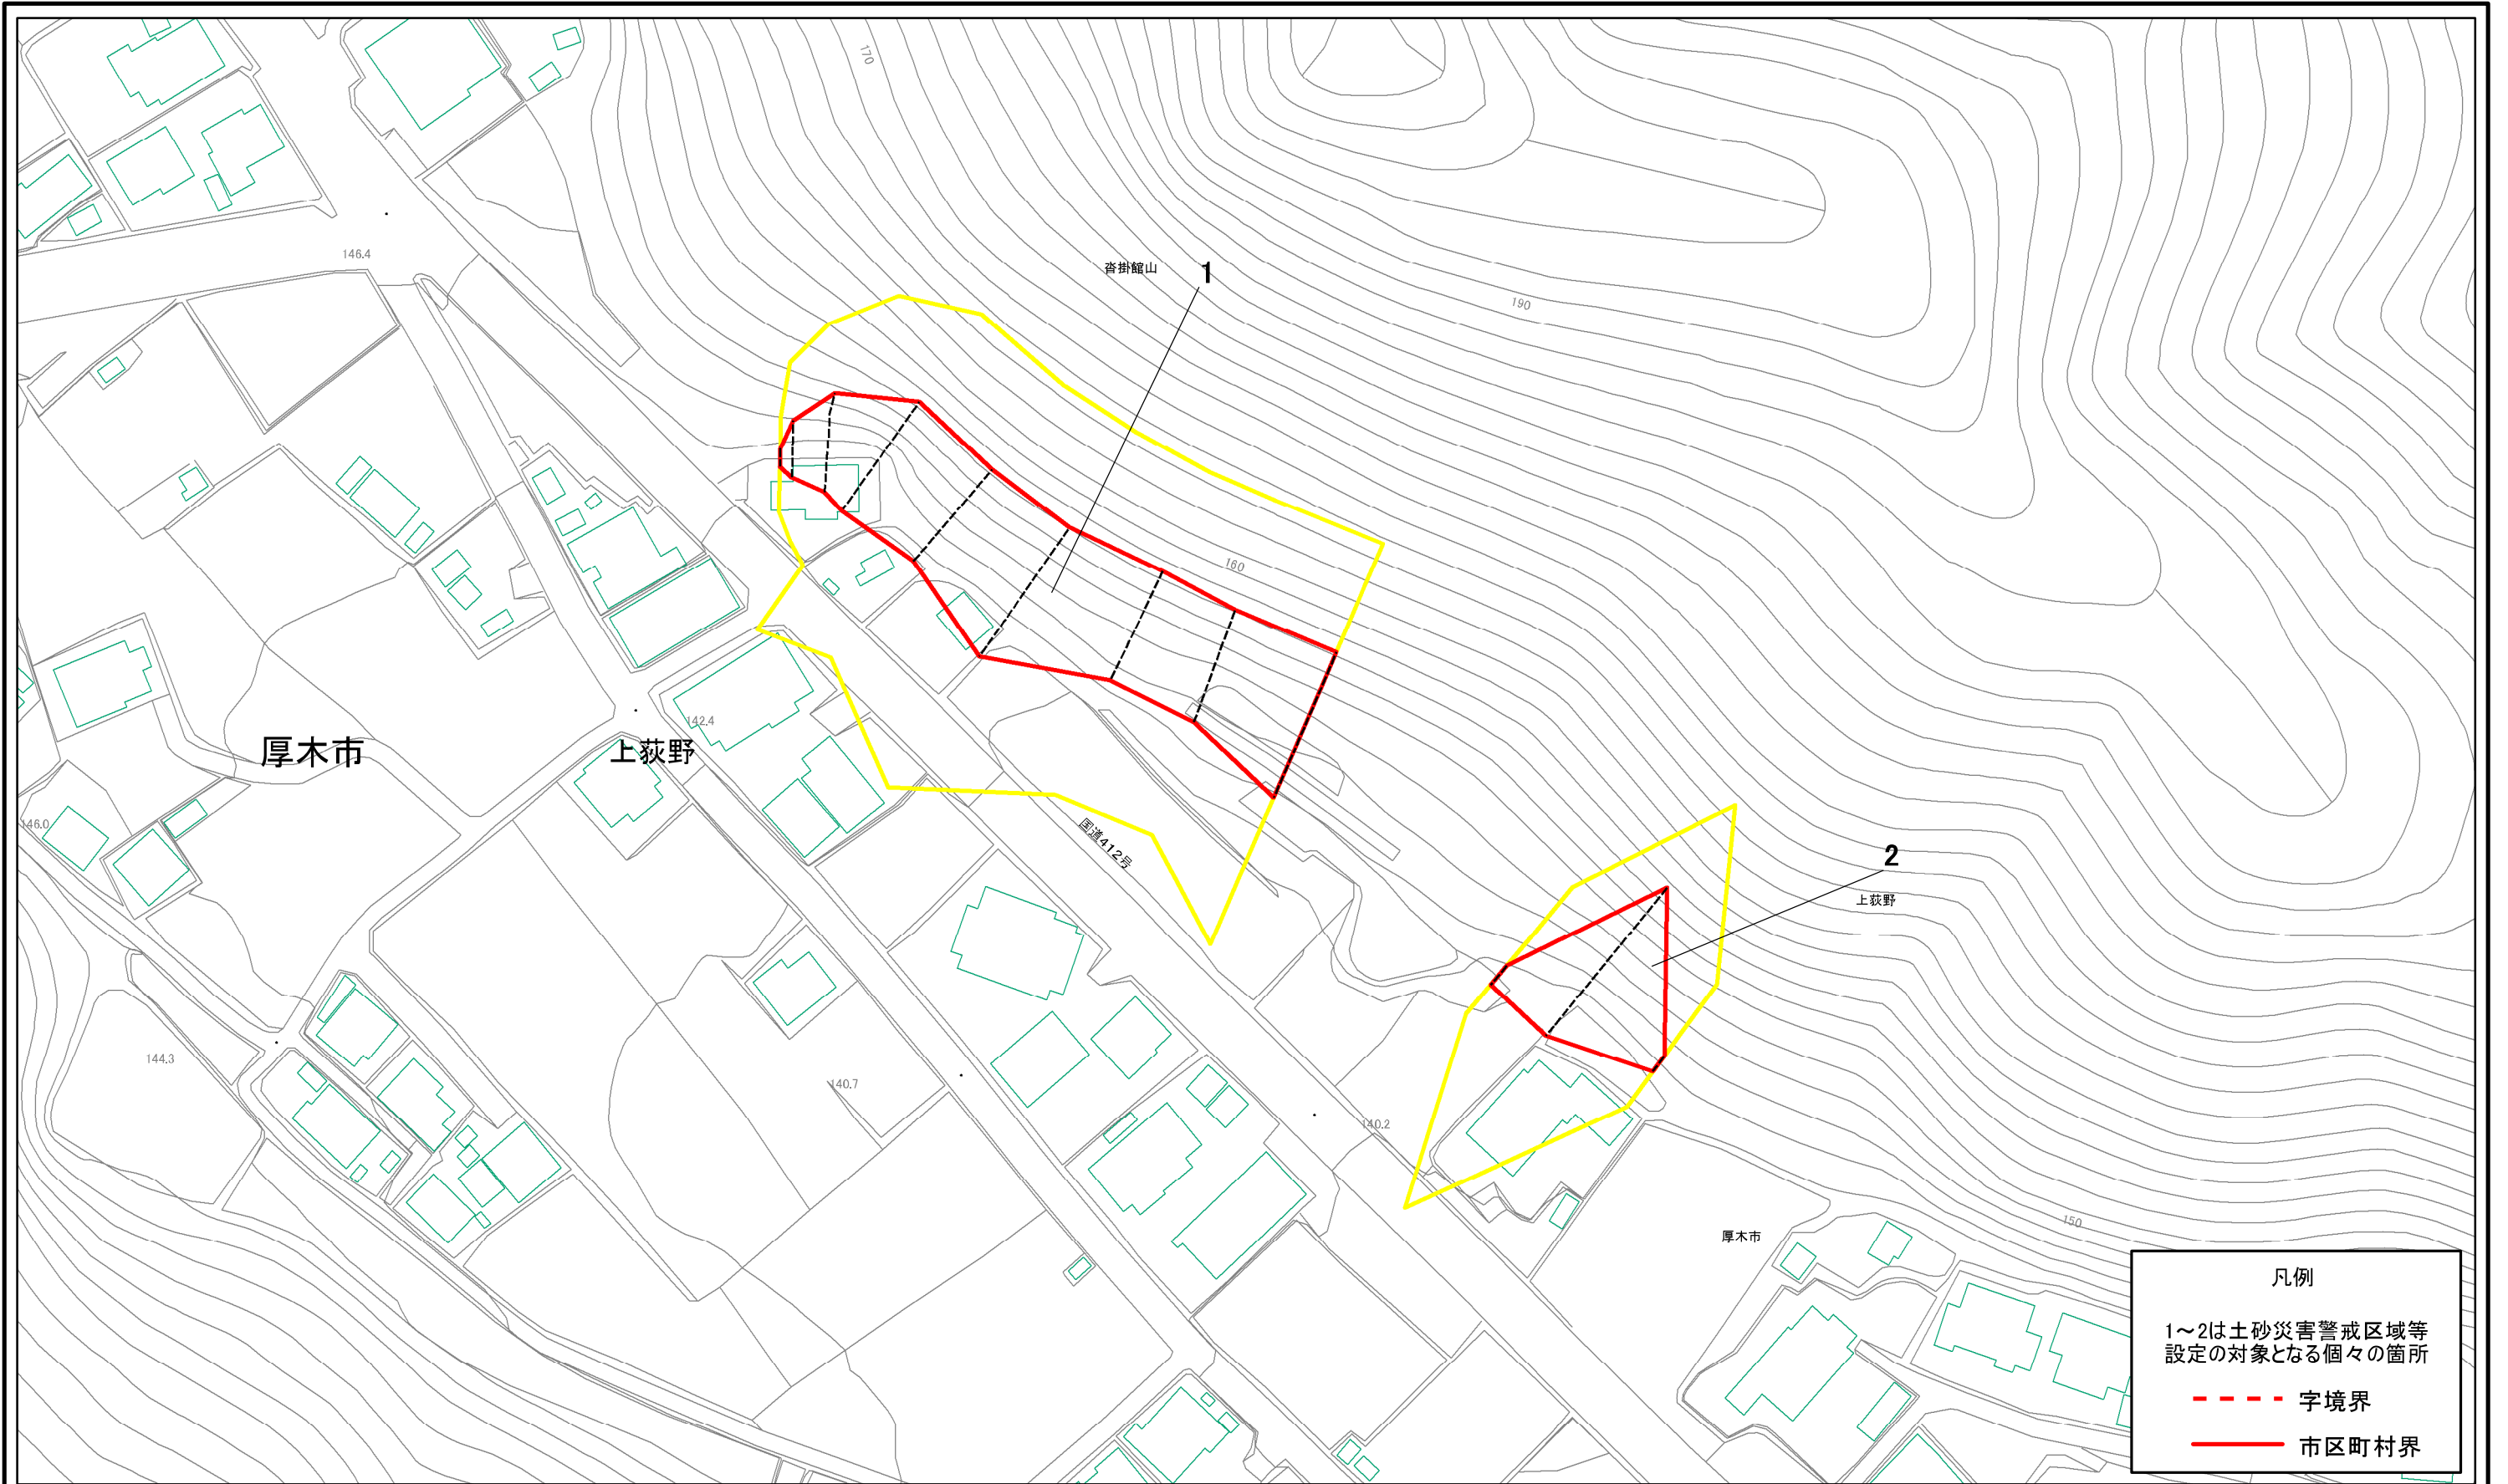 170
146.4
沓掛館山
1
190
160
142.4
厚木市
上荻野
146.0
国道412号
2
上荻野
144.3
140.7
140.2
150
厚木市
凡例
1～2は土砂災害警戒区域等
設定の対象となる個々の箇所
字境界
市区町村界